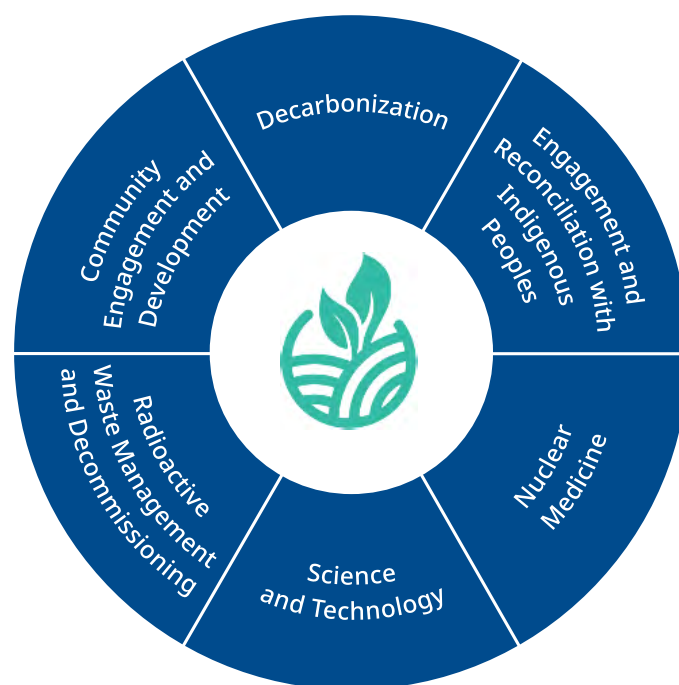 Decarbonization
Engagement and
Reconciliation with
Indigenous
Peoples
Nuclear
Medicine
Science
and Technology
Radioactive
Waste Management
and Decommissioning
Community
Engagement and
Development